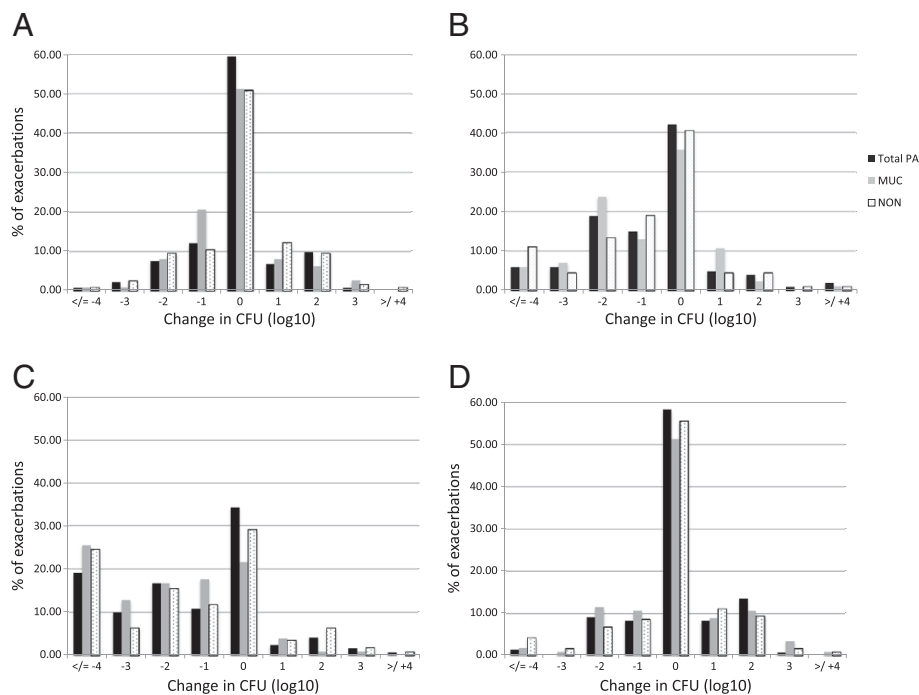 A
60.00
50.00
40.00
30.00
20.00
10.00
0.00
% of exacerbations
</= -4 -3 -2 -1 0 1 2 3 >/ +4
Change in CFU (log10)
B
60.00
50.00
40.00
30.00
20.00
10.00
0.00
% of exacerbations
</= -4 -3 -2 -1 0 1 2 3 >/ +4
Change in CFU (log10)
Total PA
MUC
NON
C
60.00
50.00
40.00
30.00
20.00
10.00
0.00
% of exacerbations
</= -4 -3 -2 -1 0 1 2 3 >/ +4
Change in CFU (log10)
D
60.00
50.00
40.00
30.00
20.00
10.00
0.00
% of exacerbations
</= -4 -3 -2 -1 0 1 2 3 >/ +4
Change in CFU (log10)